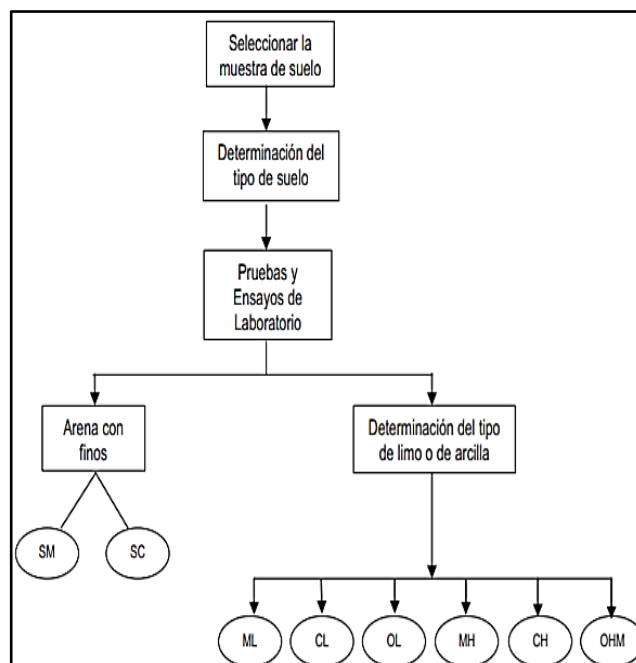 Seleccionar la
muestra de suelo
Determinación del
tipo de suelo
Pruebas y
Ensayos de
Laboratorio
Arena con
finos
Determinación del tipo
de limo o de arcilla
SM
SC
ML
CL
OL
MH
CH
OHM